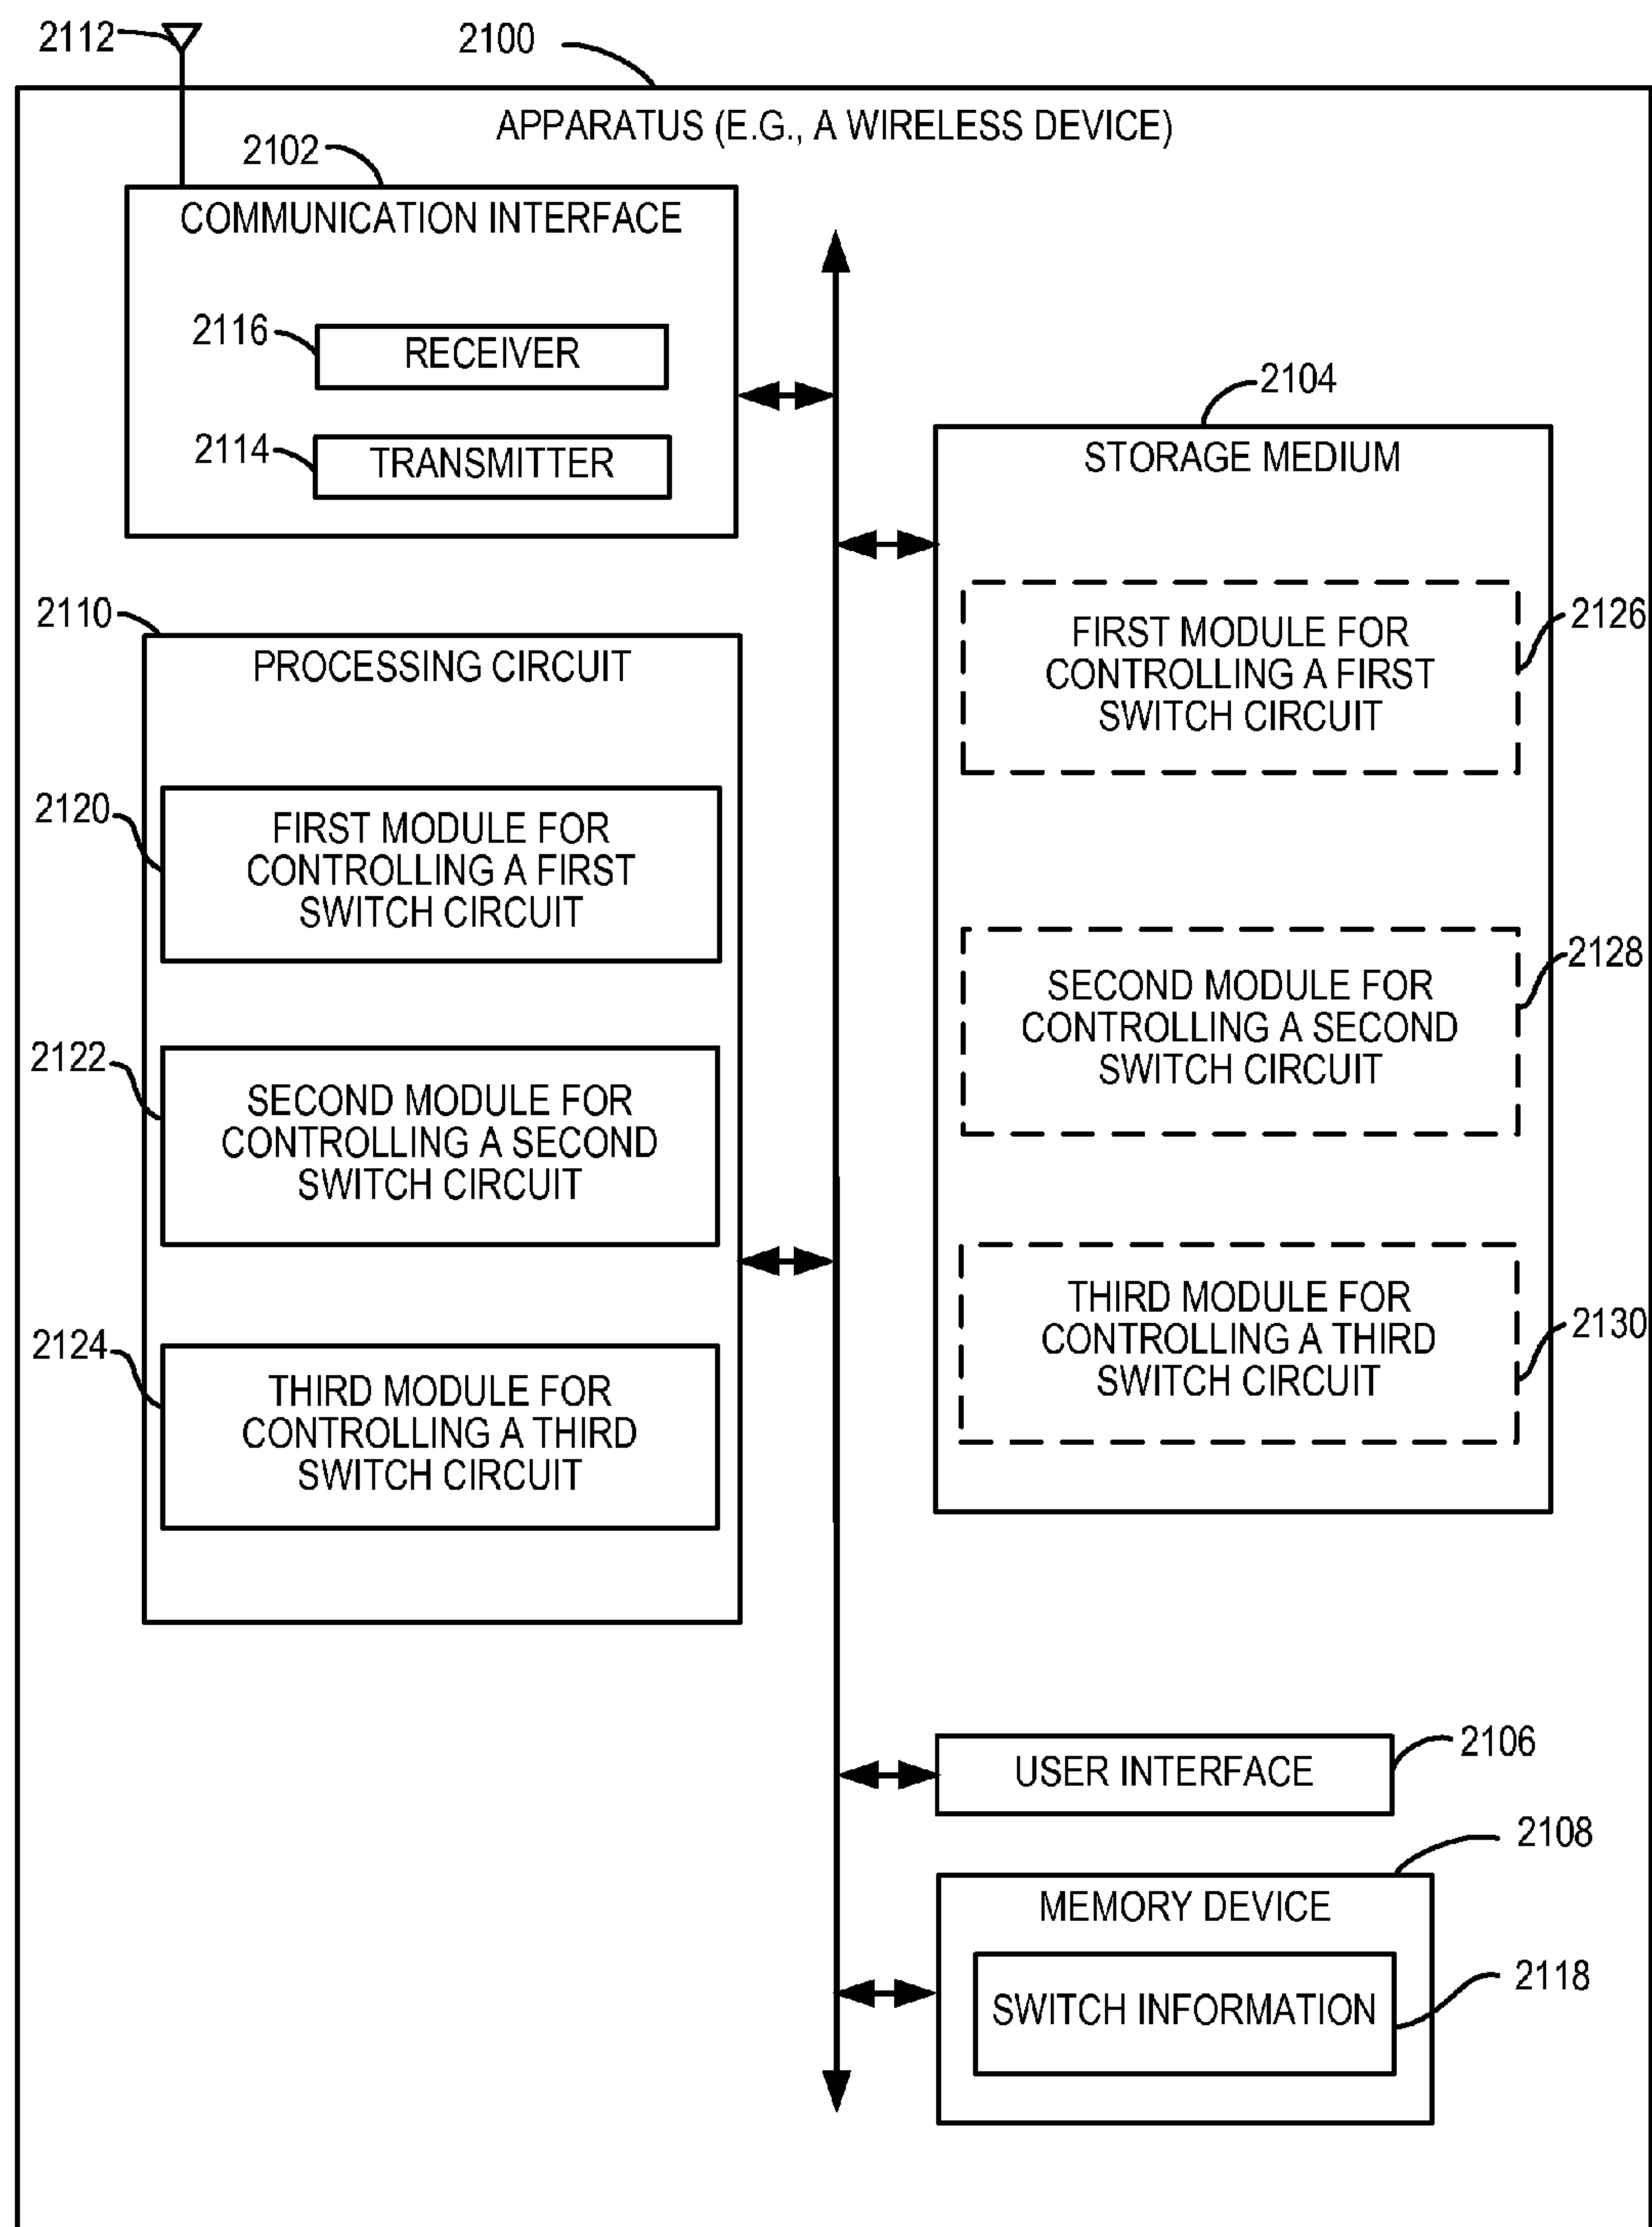 2112
2100
APPARATUS (E.G., A WIRELESS DEVICE)
2102
COMMUNICATION INTERFACE
2116
RECEIVER
2114
TRANSMITTER
2104
STORAGE MEDIUM
2126
FIRST MODULE FOR
CONTROLLING A FIRST
SWITCH CIRCUIT
2128
SECOND MODULE FOR
CONTROLLING A SECOND
SWITCH CIRCUIT
2130
THIRD MODULE FOR
CONTROLLING A THIRD
SWITCH CIRCUIT
2110
PROCESSING CIRCUIT
2120
FIRST MODULE FOR
CONTROLLING A FIRST
SWITCH CIRCUIT
2122
SECOND MODULE FOR
CONTROLLING A SECOND
SWITCH CIRCUIT
2124
THIRD MODULE FOR
CONTROLLING A THIRD
SWITCH CIRCUIT
2106
USER INTERFACE
2108
MEMORY DEVICE
2118
SWITCH INFORMATION